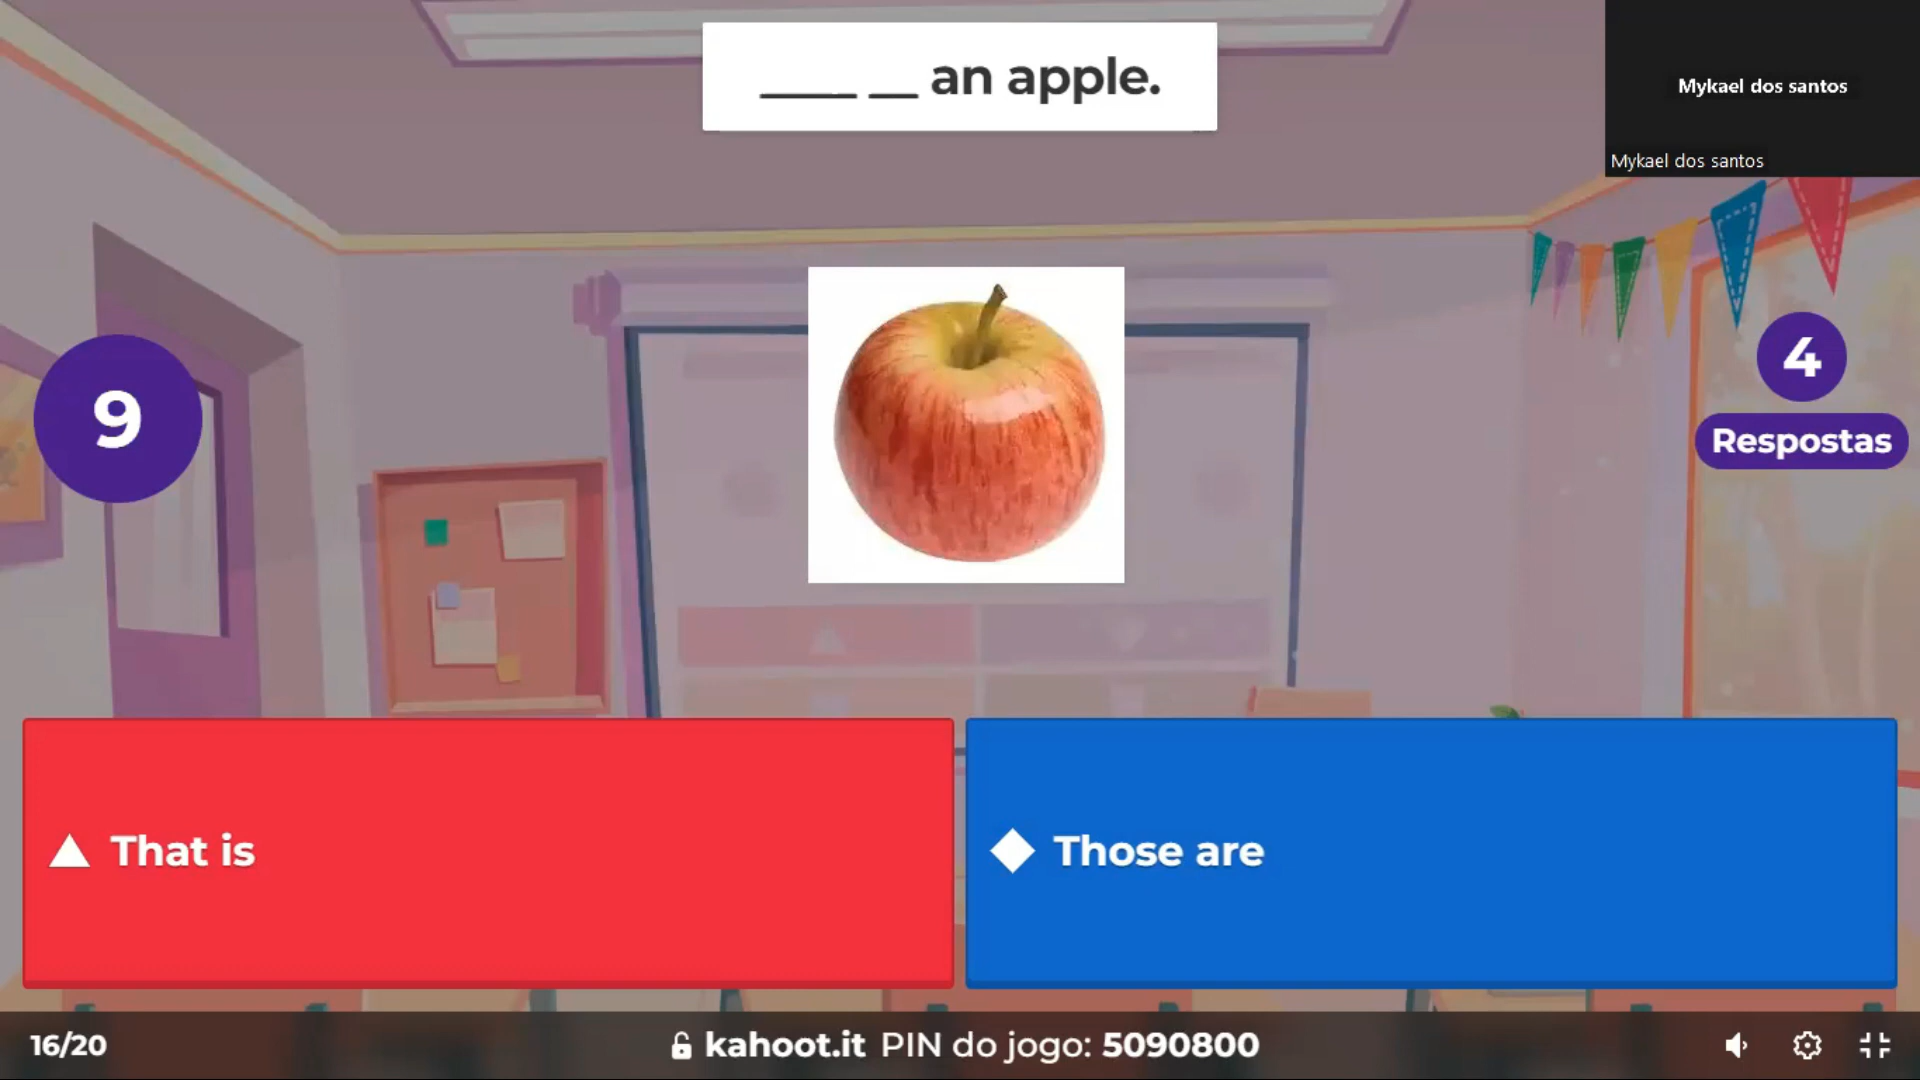 ____ __ an apple.
Mykael dos santos
Mykael dos santos
9
4
Respostas
That is
Those are
16/20
kahoot.it PIN do jogo: 5090800